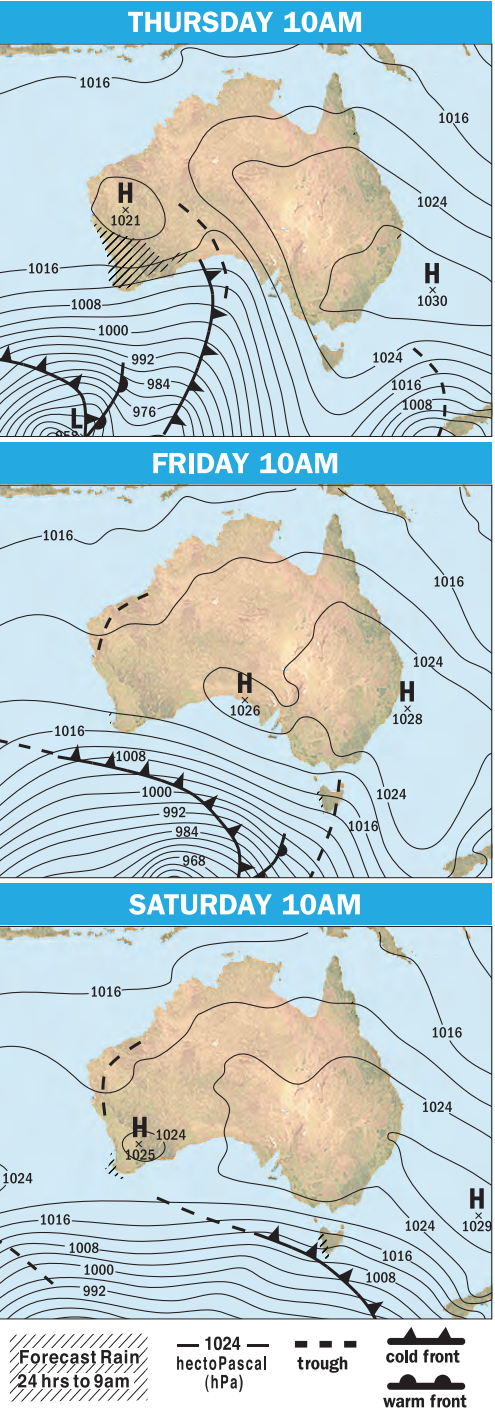 THURSDAY 10AM
1016
1016
1024
H
1021
H
1030
1016
1008
1000
992
984
976
1024
1016
1008
L
958
FRIDAY 10AM
1016
1016
1024
H
1026
H
1028
1016
1008
1000
992
984
968
1024
1016
SATURDAY 10AM
1016
1016
1024
H
1024
1025
1024
H
1029
1016
1008
1000
992
1024
1016
1008
Forecast Rain
24 hrs to 9am
1024
hectoPascal
(hPa)
trough
cold front
warm front